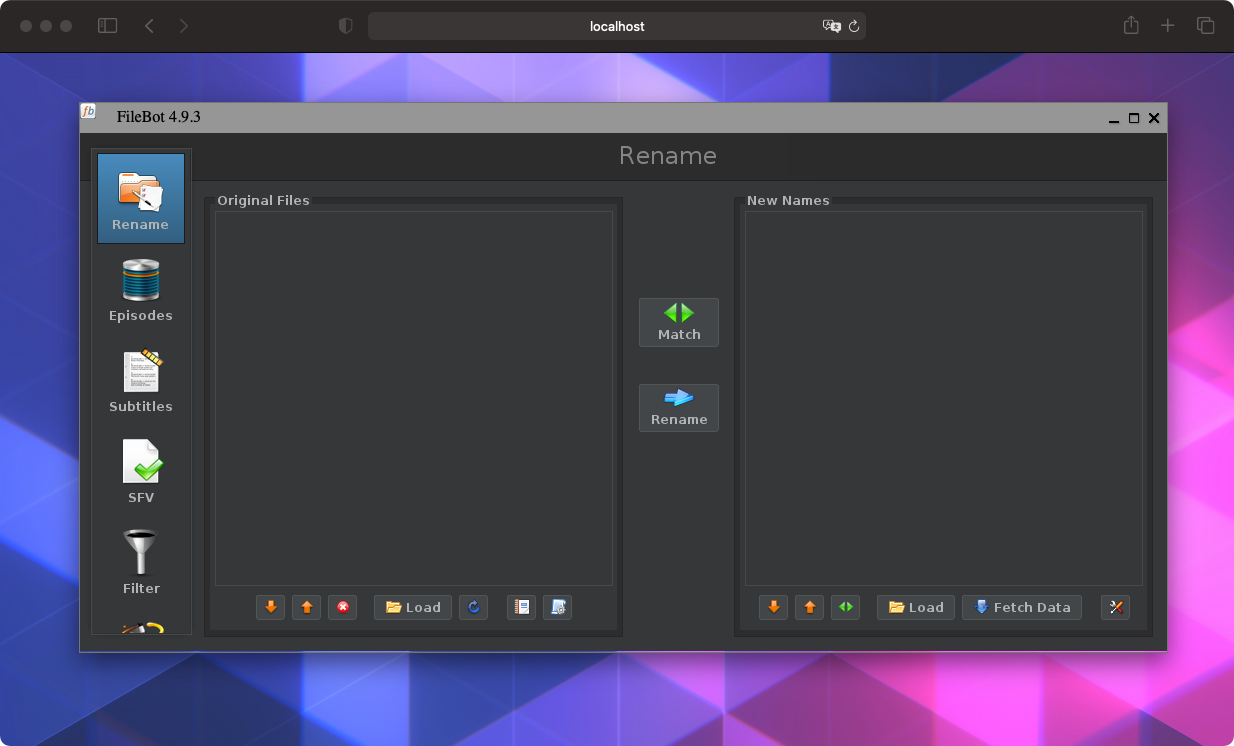 localhost
fb
FileBot 4.9.3
Rename
Rename
Episodes
Subtitles
SFV
Filter
Original Files
Load
Match
Rename
New Names
Load
Fetch Data